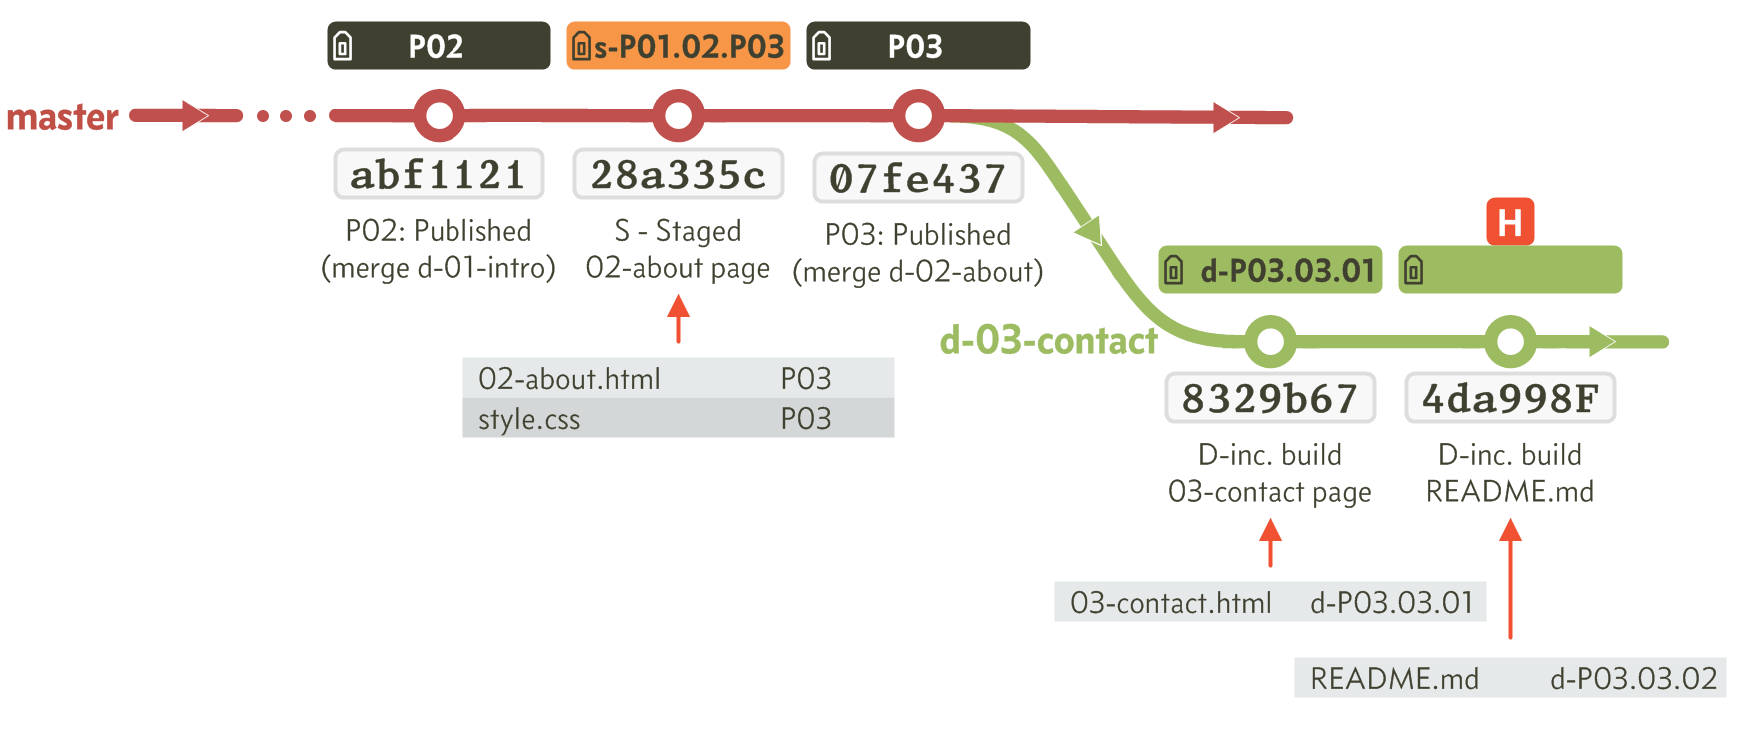 P02
s-P01.02.P03
P03
master
abf1121
28a335c
07fe437
P02: Published
(merge d-01-intro)
S - Staged
02-about page
P03: Published
(merge d-02-about)
H
d-P03.03.01
d-03-contact
02-about.html P03
style.css P03
8329b67
4da998F
D-inc. build
03-contact page
D-inc. build
README.md
03-contact.html d-P03.03.01
README.md d-P03.03.02